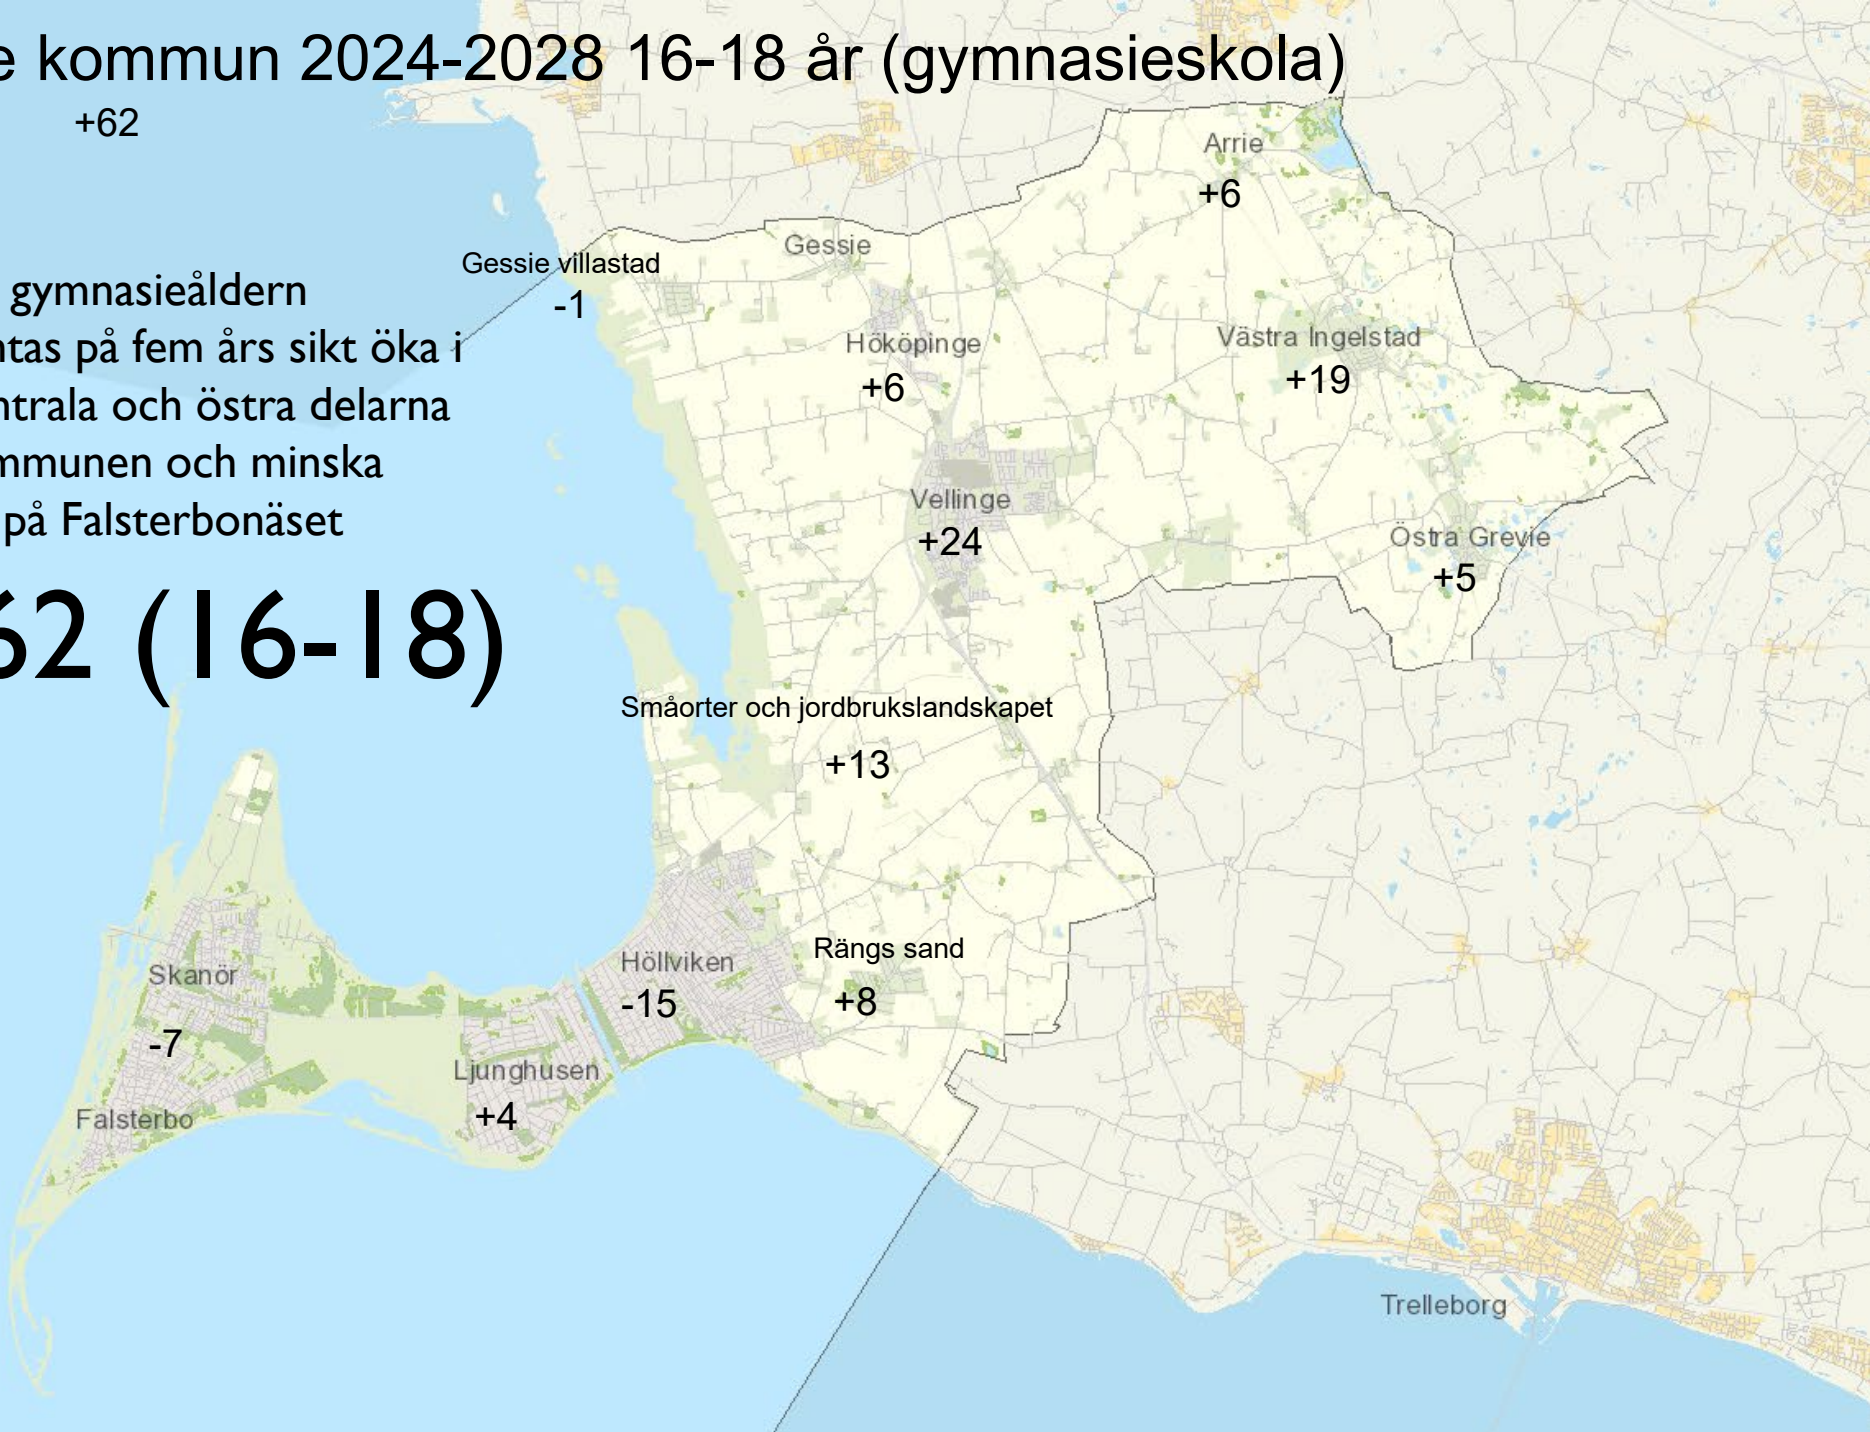 e kommun 2024-2028 16-18 år (gymnasieskola)
+62
Arrie
+6
Gessie
Gessie villastad
-1
gymnasieåldern
ntas på fem års sikt öka i
ntrala och östra delarna
mmunen och minska
på Falsterbonäset
62 (16-18)
Hököpinge
+6
Västra Ingelstad
+19
Vellinge
+24
Östra Grevie
+5
Småorter och jordbrukslandskapet
+13
Rängs sand
+8
Höllviken
-15
Skanör
-7
Ljunghusen
+4
Falsterbo
Trelleborg